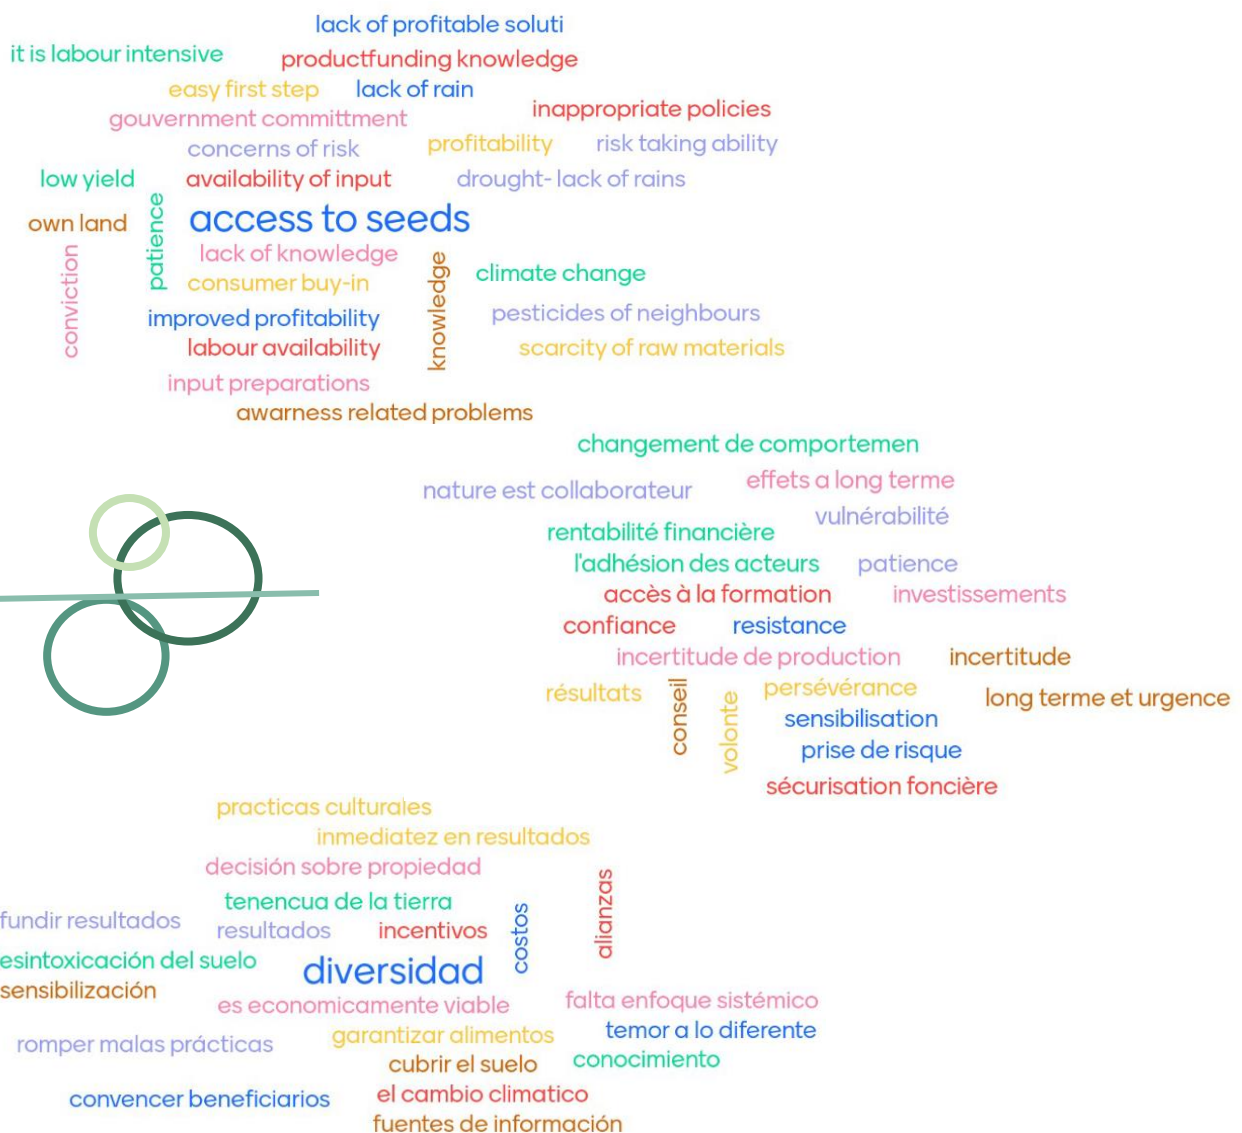 lack of profitable soluti
it is labour intensive
productfunding knowledge
easy first step
lack of rain
inappropriate policies
gouvernment committment
concerns of risk
profitability
risk taking ability
low yield
availability of input
drought- lack of rains
own land
patience
access to seeds
conviction
lack of knowledge
knowledge
climate change
consumer buy-in
improved profitability
pesticides of neighbours
labour availability
scarcity of raw materials
input preparations
awarness related problems
changement de comportemen
nature est collaborateur
effets a long terme
vulnérabilité
rentabilité financière
l'adhésion des acteurs
patience
accès à la formation
investissements
confiance
resistance
incertitude de production
incertitude
résultats
conseil
volonte
persévérance
long terme et urgence
sensibilisation
prise de risque
sécurisation foncière
practicas culturales
inmediatez en resultados
decisión sobre propiedad
tenencua de la tierra
costos
alianzas
fundir resultados
resultados
incentivos
esintoxicación del suelo
diversidad
sensibilización
es economicamente viable
falta enfoque sistémico
romper malas prácticas
garantizar alimentos
temor a lo diferente
cubrir el suelo
conocimiento
convencer beneficiarios
el cambio climatico
fuentes de información